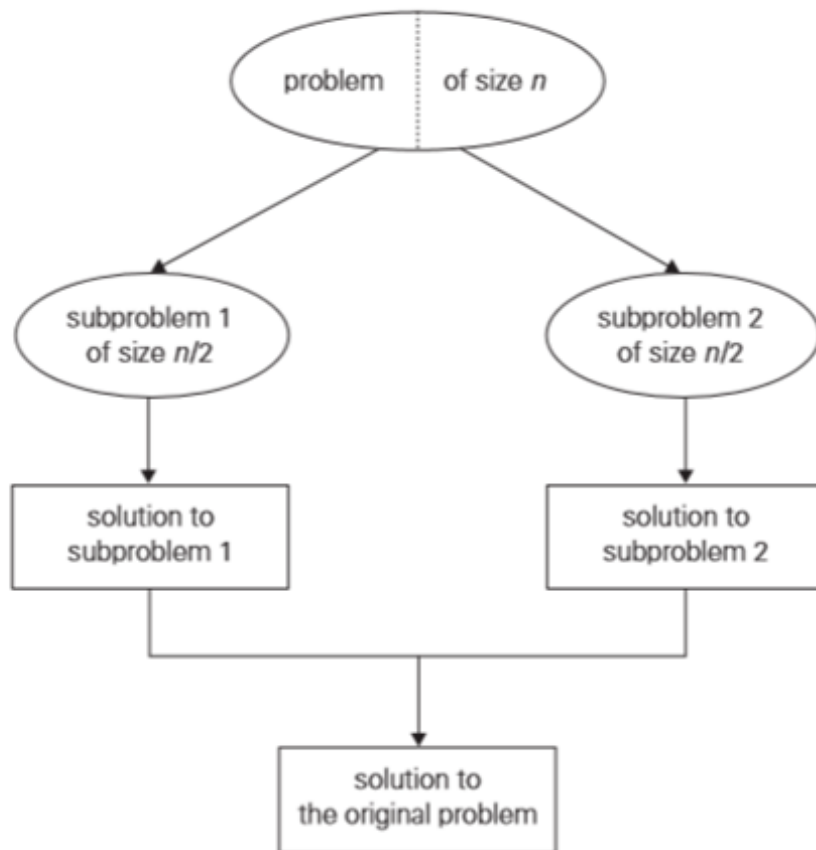 problem of size n
subproblem 1
of size n/2
subproblem 2
of size n/2
solution to
subproblem 1
solution to
subproblem 2
solution to
the original problem